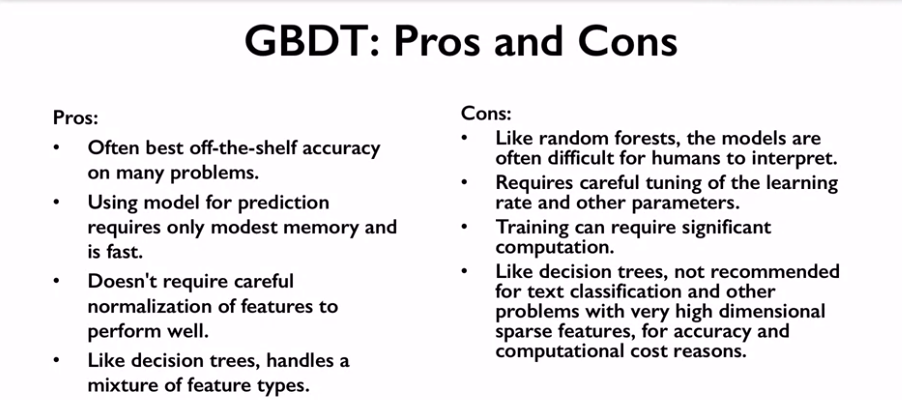 GBDT: Pros and Cons
Pros:
• Often best off-the-shelf accuracy
on many problems.
• Using model for prediction
requires only modest memory and
is fast.
• Doesn't require careful
normalization of features to
perform well.
• Like decision trees, handles a
mixture of feature types.
Cons:
• Like random forests, the models are
often difficult for humans to interpret.
• Requires careful tuning of the learning
rate and other parameters.
• Training can require significant
computation.
• Like decision trees, not recommended
for text classification and other
problems with very high dimensional
sparse features, for accuracy and
computational cost reasons.